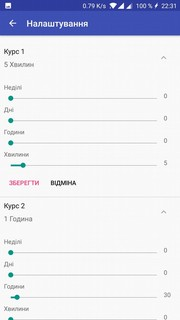 0.79 K/s 100 % 22:31
Налаштування
Курс 1
5 Хвилин
Неділі
0
Дні
0
Години
0
Хвилини
5
ЗБЕРЕГТИ ВІДМІНА
Курс 2
1 Година
Неділі
0
Дні
0
Години
30
Хвилини
0